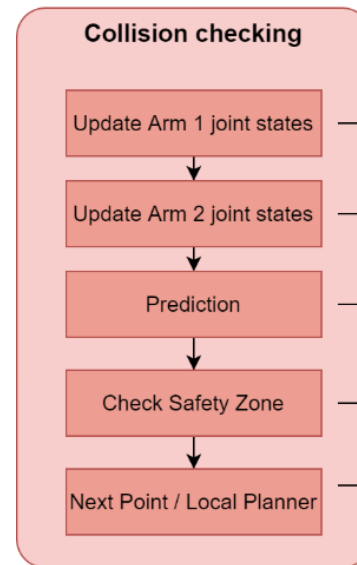 Collision checking
Update Arm 1 joint states
Update Arm 2 joint states
Prediction
Check Safety Zone
Next Point / Local Planner